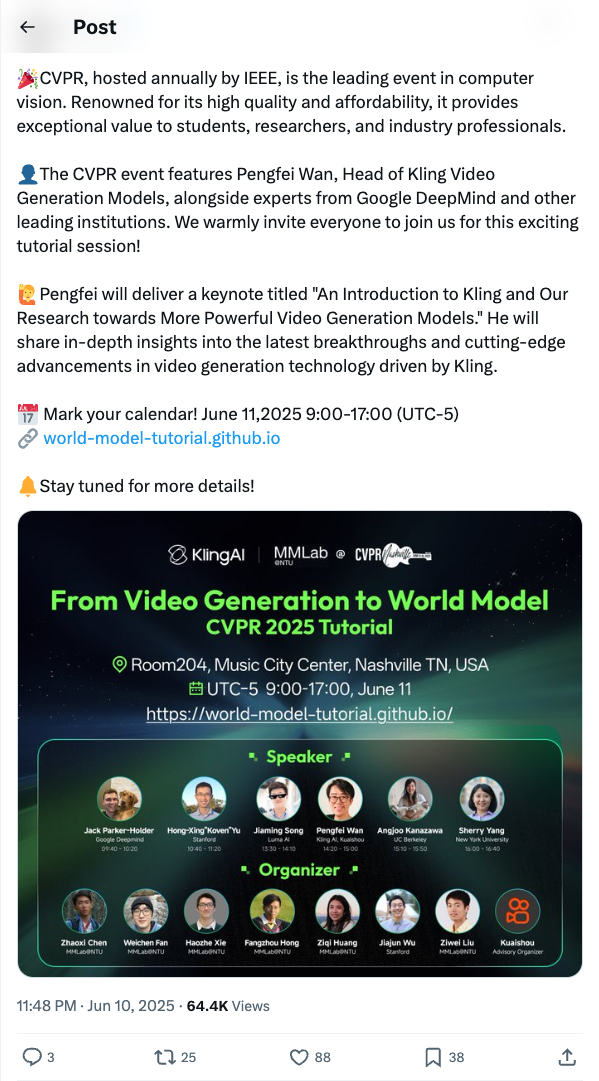 Post
🎉CVPR, hosted annually by IEEE, is the leading event in computer
vision. Renowned for its high quality and affordability, it provides
exceptional value to students, researchers, and industry professionals.
👤The CVPR event features Pengfei Wan, Head of Kling Video
Generation Models, alongside experts from Google DeepMind and other
leading institutions. We warmly invite everyone to join us for this exciting
tutorial session!
🙋Pengfei will deliver a keynote titled "An Introduction to Kling and Our
Research towards More Powerful Video Generation Models." He will
share in-depth insights into the latest breakthroughs and cutting-edge
advancements in video generation technology driven by Kling.
📅 Mark your calendar! June 11,2025 9:00-17:00 (UTC-5)
🔗 world-model-tutorial.github.io
🔔Stay tuned for more details!
KlingAI | MMLab @NTU @ CVPR Nashville
From Video Generation to World Model
CVPR 2025 Tutorial
Room204, Music City Center, Nashville TN, USA
UTC-5 9:00-17:00, June 11
https://world-model-tutorial.github.io/
Speaker
Jack Parker-Holder Hong-Xing"Koven"Yu Jiaming Song Pengfei Wan Angjoo Kanazawa Sherry Yang
Google Deepmind Stanford Luma AI Kling AI, Kuaishou UC Berkeley New York University
09:40 - 10:20 10:40 - 11:20 13:30 - 14:10 14:20 - 15:00 15:10 - 15:50 16:00 - 16:40
Organizer
Zhaoxi Chen Weichen Fan Haozhe Xie Fangzhou Hong Ziqi Huang Jiajun Wu Ziwei Liu Kuaishou
MMLab@NTU MMLab@NTU MMLab@NTU MMLab@NTU MMLab@NTU Stanford MMLab@NTU Advisory Organizer
11:48 PM · Jun 10, 2025 · 64.4K Views
3 25 88 38